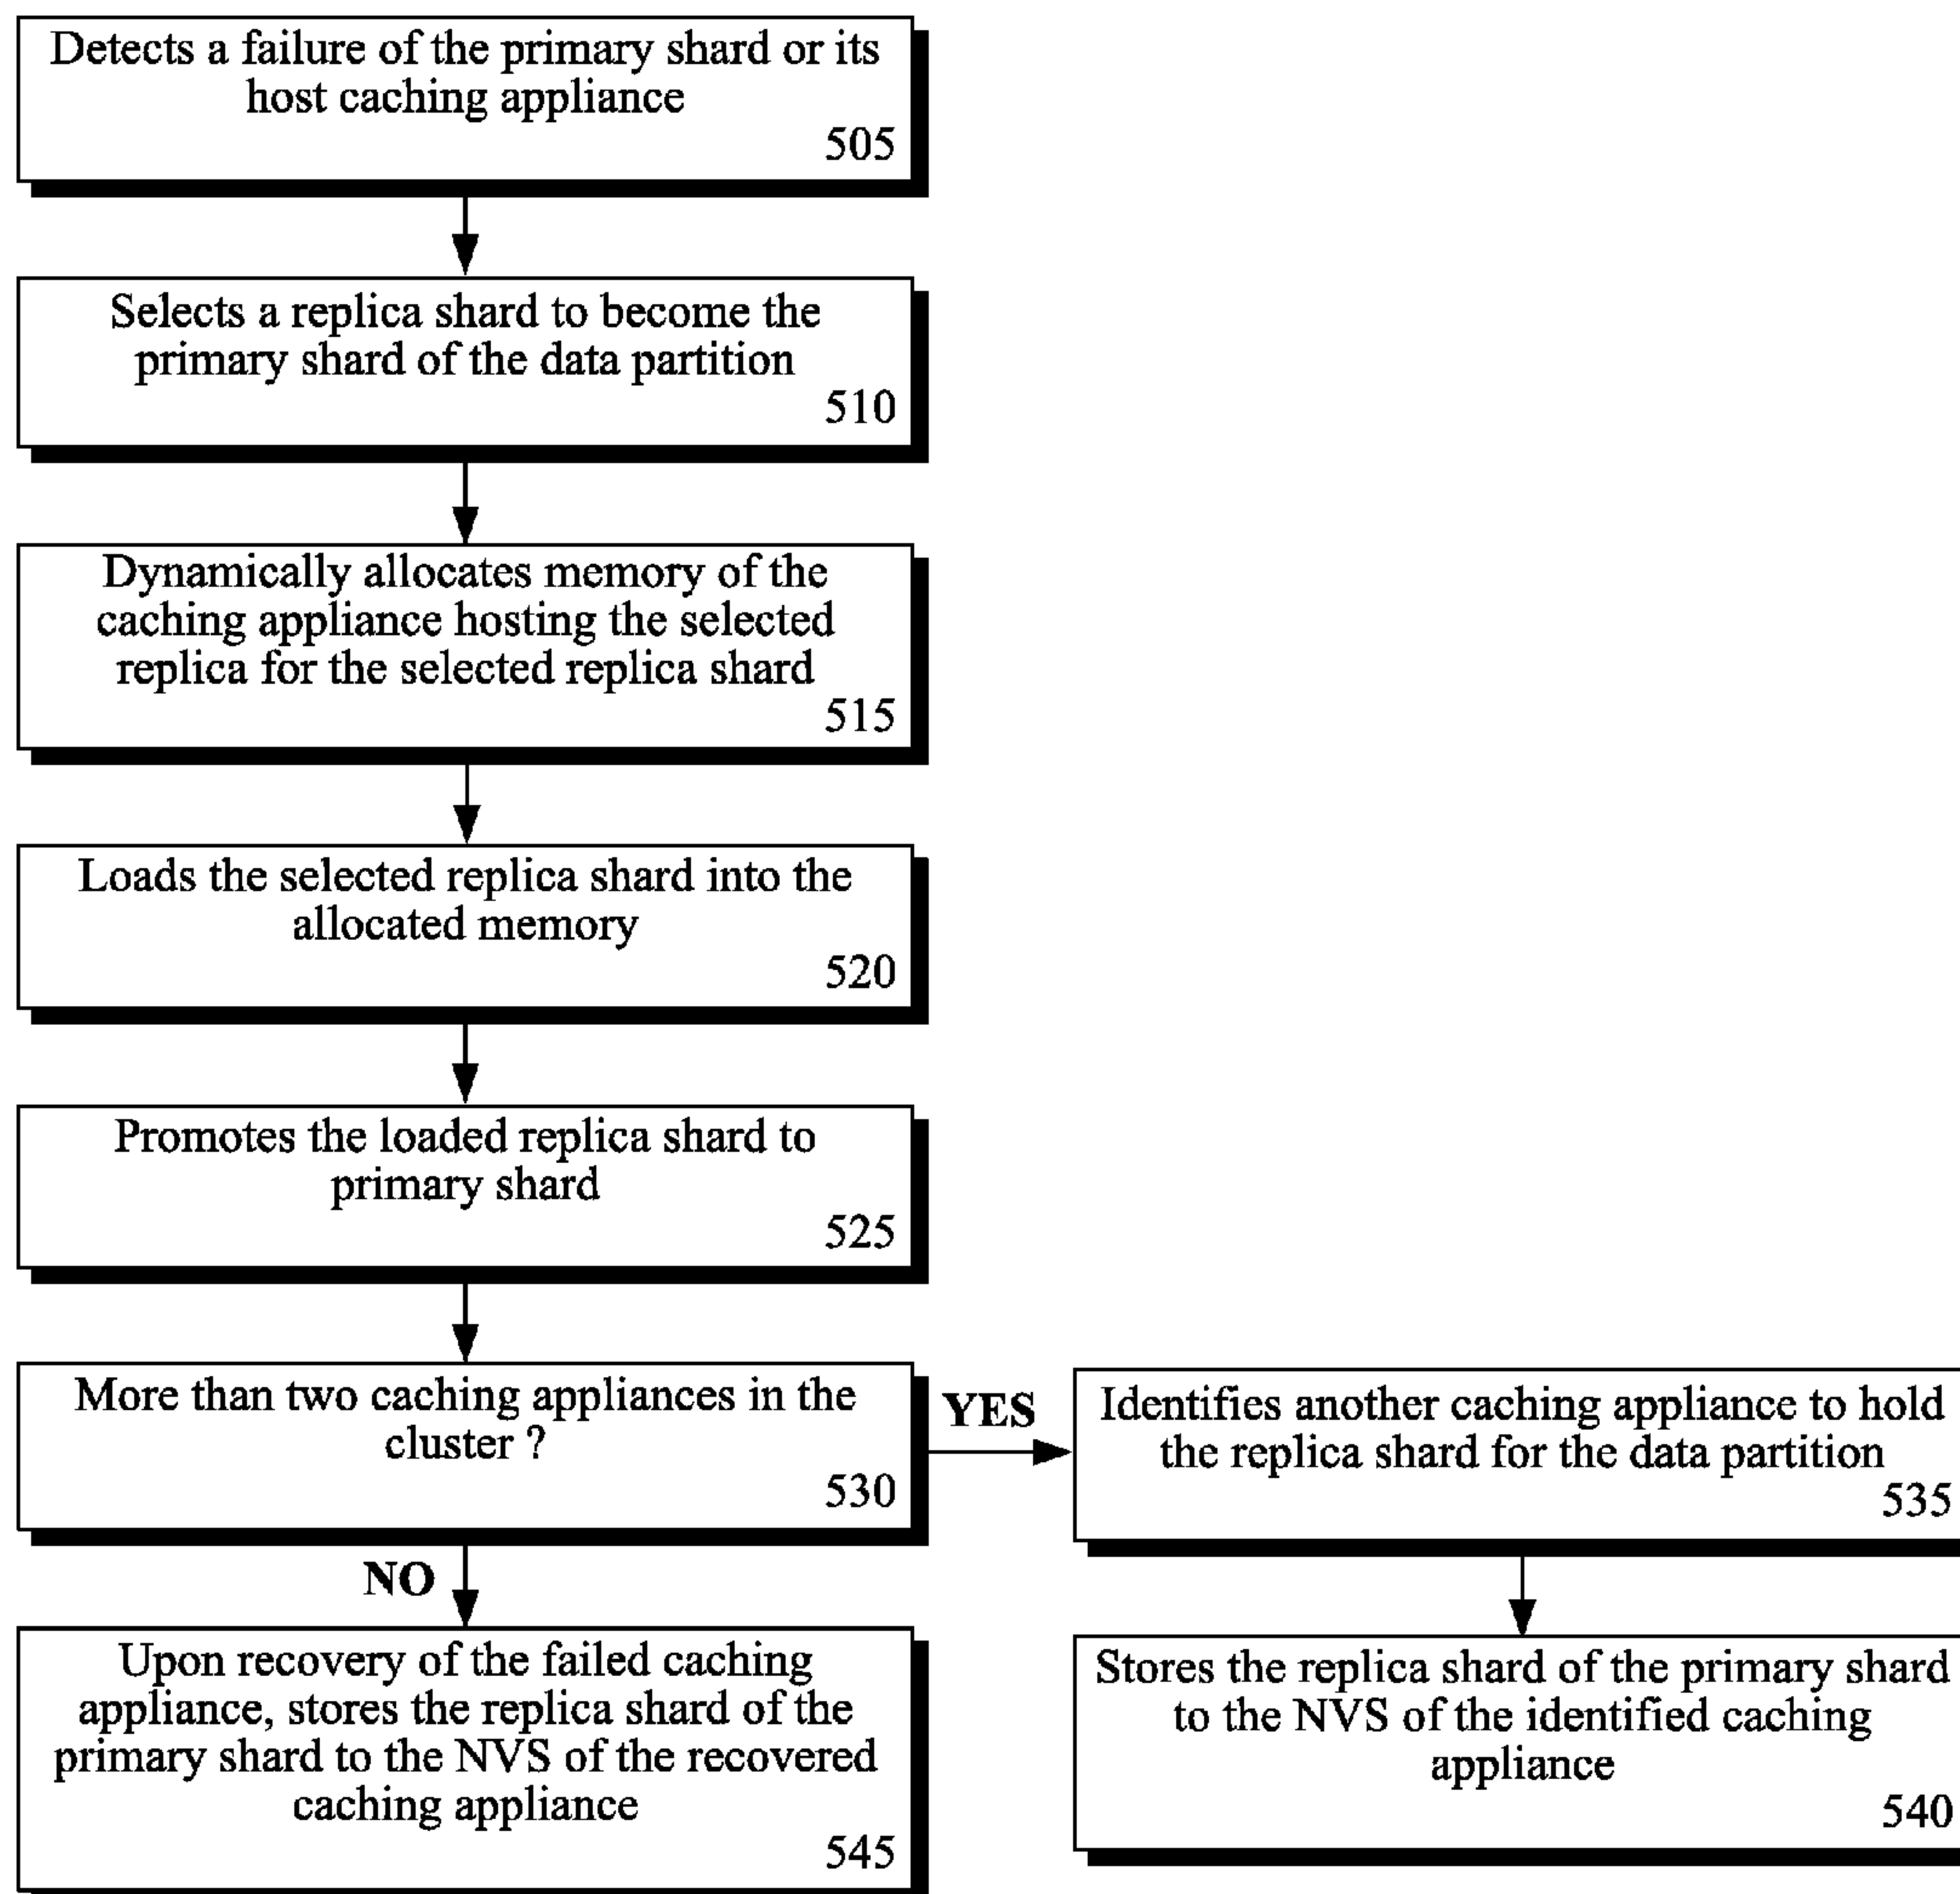 Detects a failure of the primary shard or its
host caching appliance
505
Selects a replica shard to become the
primary shard of the data partition
510
Dynamically allocates memory of the
caching appliance hosting the selected
replica for the selected replica shard
515
Loads the selected replica shard into the
allocated memory
520
Promotes the loaded replica shard to
primary shard
525
More than two caching appliances in the
cluster ?
530
YES
Identifies another caching appliance to hold
the replica shard for the data partition
535
Stores the replica shard of the primary shard
to the NVS of the identified caching
appliance
540
NO
Upon recovery of the failed caching
appliance, stores the replica shard of the
primary shard to the NVS of the recovered
caching appliance
545